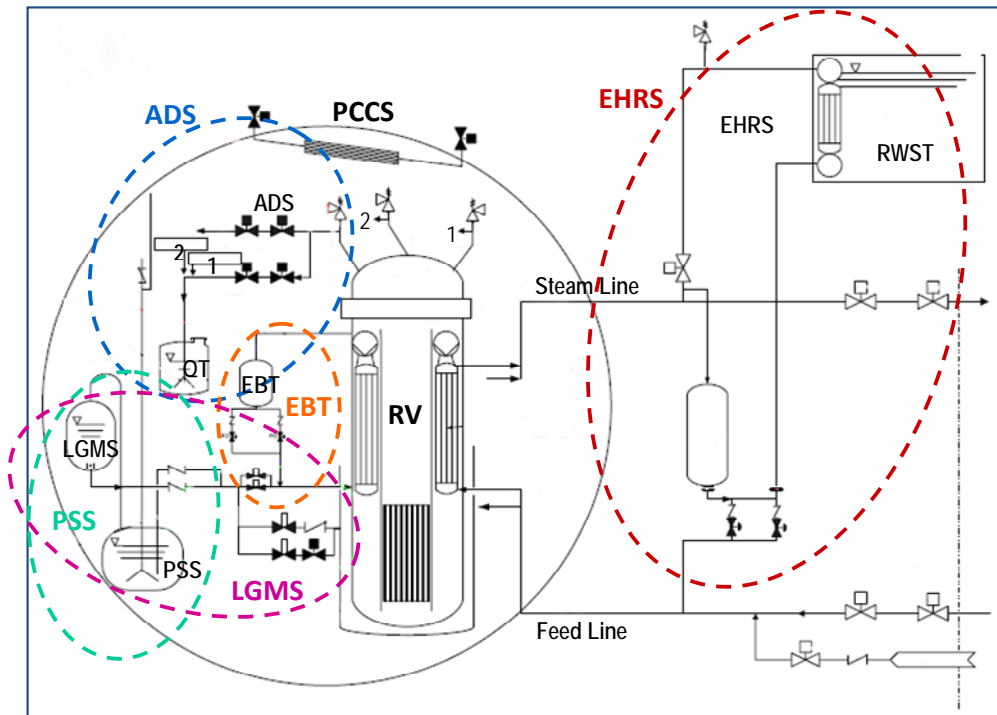 ADS
PCCS
EHRS
EHRS
RWST
ADS
2
1
2
1
Steam Line
QT
EBT
EBT
RV
LGMS
PSS
PSS
LGMS
Feed Line